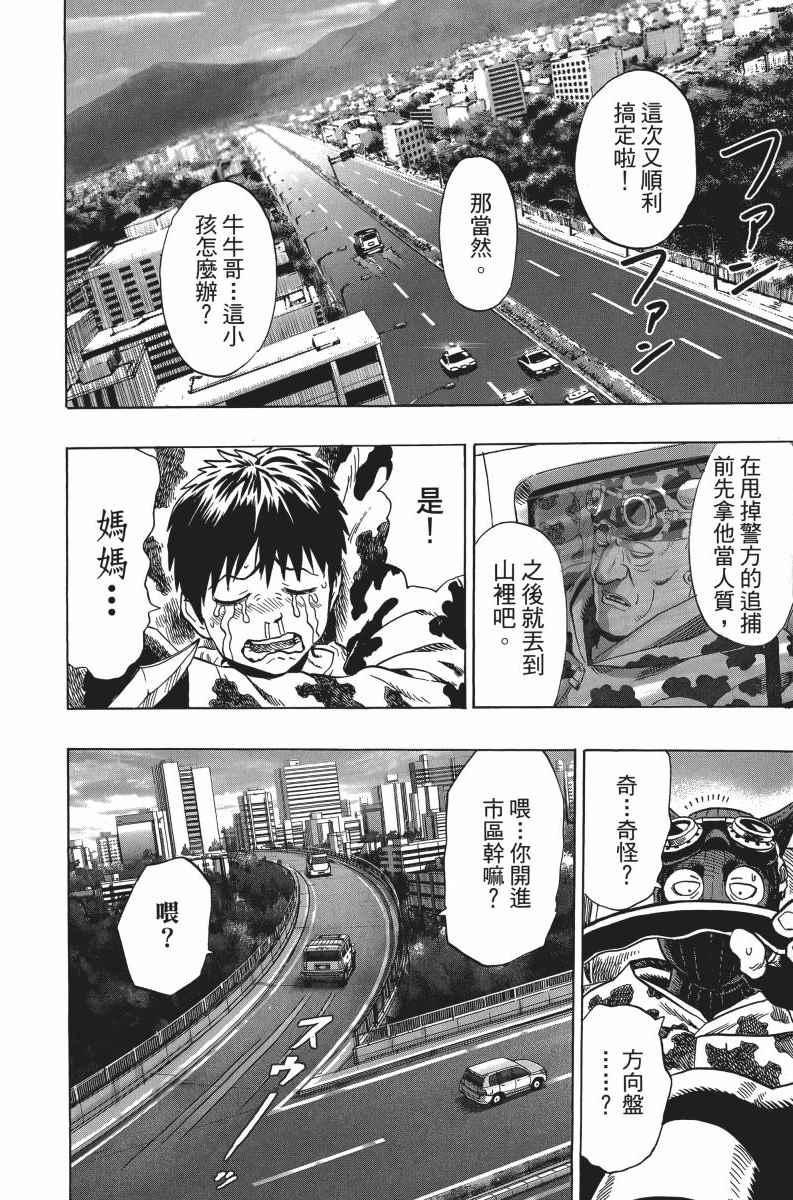 這次又順利
搞定啦！
ファン
ファン
那當然。
牛牛哥…這小
孩怎麼辦？
在甩掉警方的追捕
前先拿他當人質，
之後就丟到
山裡吧。
是！
媽媽…
奇…奇怪？
方向盤
……？
喂…你開進
市區幹嘛？
喂？
スウー